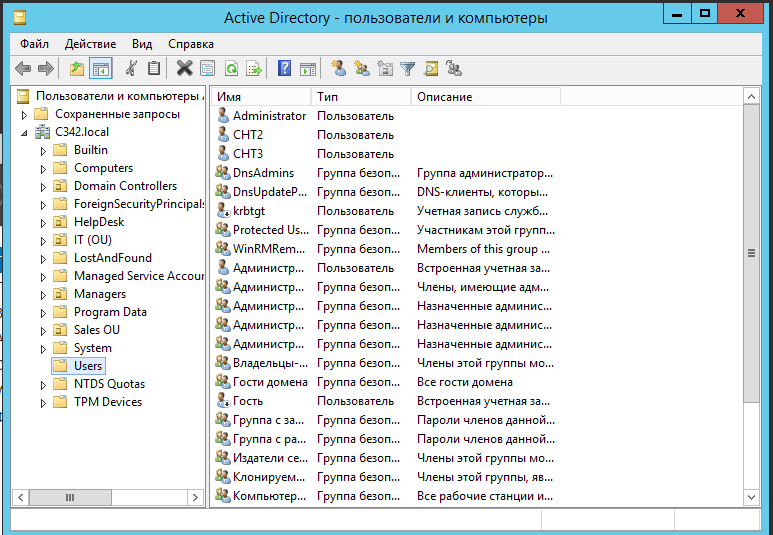 Active Directory - пользователи и компьютеры
Файл Действие Вид Справка
Пользователи и компьютеры
Сохраненные запросы
C342.local
Builtin
Computers
Domain Controllers
ForeignSecurityPrincipals
HelpDesk
IT (OU)
LostAndFound
Managed Service Accour
Managers
Program Data
Sales OU
System
Users
NTDS Quotas
TPM Devices
Имя Тип Описание
Administrator Пользователь
CHT2 Пользователь
CHT3 Пользователь
DnsAdmins Группа безоп... Группа администратор...
DnsUpdateP... Группа безоп... DNS-клиенты, которы...
krbtgt Пользователь Учетная запись служб...
Protected Us... Группа безоп... Участникам этой групп...
WinRMRem... Группа безоп... Members of this group ...
Администр... Пользователь Встроенная учетная за...
Администр... Группа безоп... Члены, имеющие адм...
Администр... Группа безоп... Назначенные админис...
Администр... Группа безоп... Назначенные админис...
Администр... Группа безоп... Назначенные админис...
Владельцы-... Группа безоп... Члены этой группы мо...
Гости домена Группа безоп... Все гости домена
Гость Пользователь Встроенная учетная за...
Группа с за... Группа безоп... Пароли членов данной...
Группа с ра... Группа безоп... Пароли членов данной...
Издатели се... Группа безоп... Члены этой группы мо...
Клонируем... Группа безоп... Члены этой группы, яв...
Компьютер... Группа безоп... Все рабочие станции и...